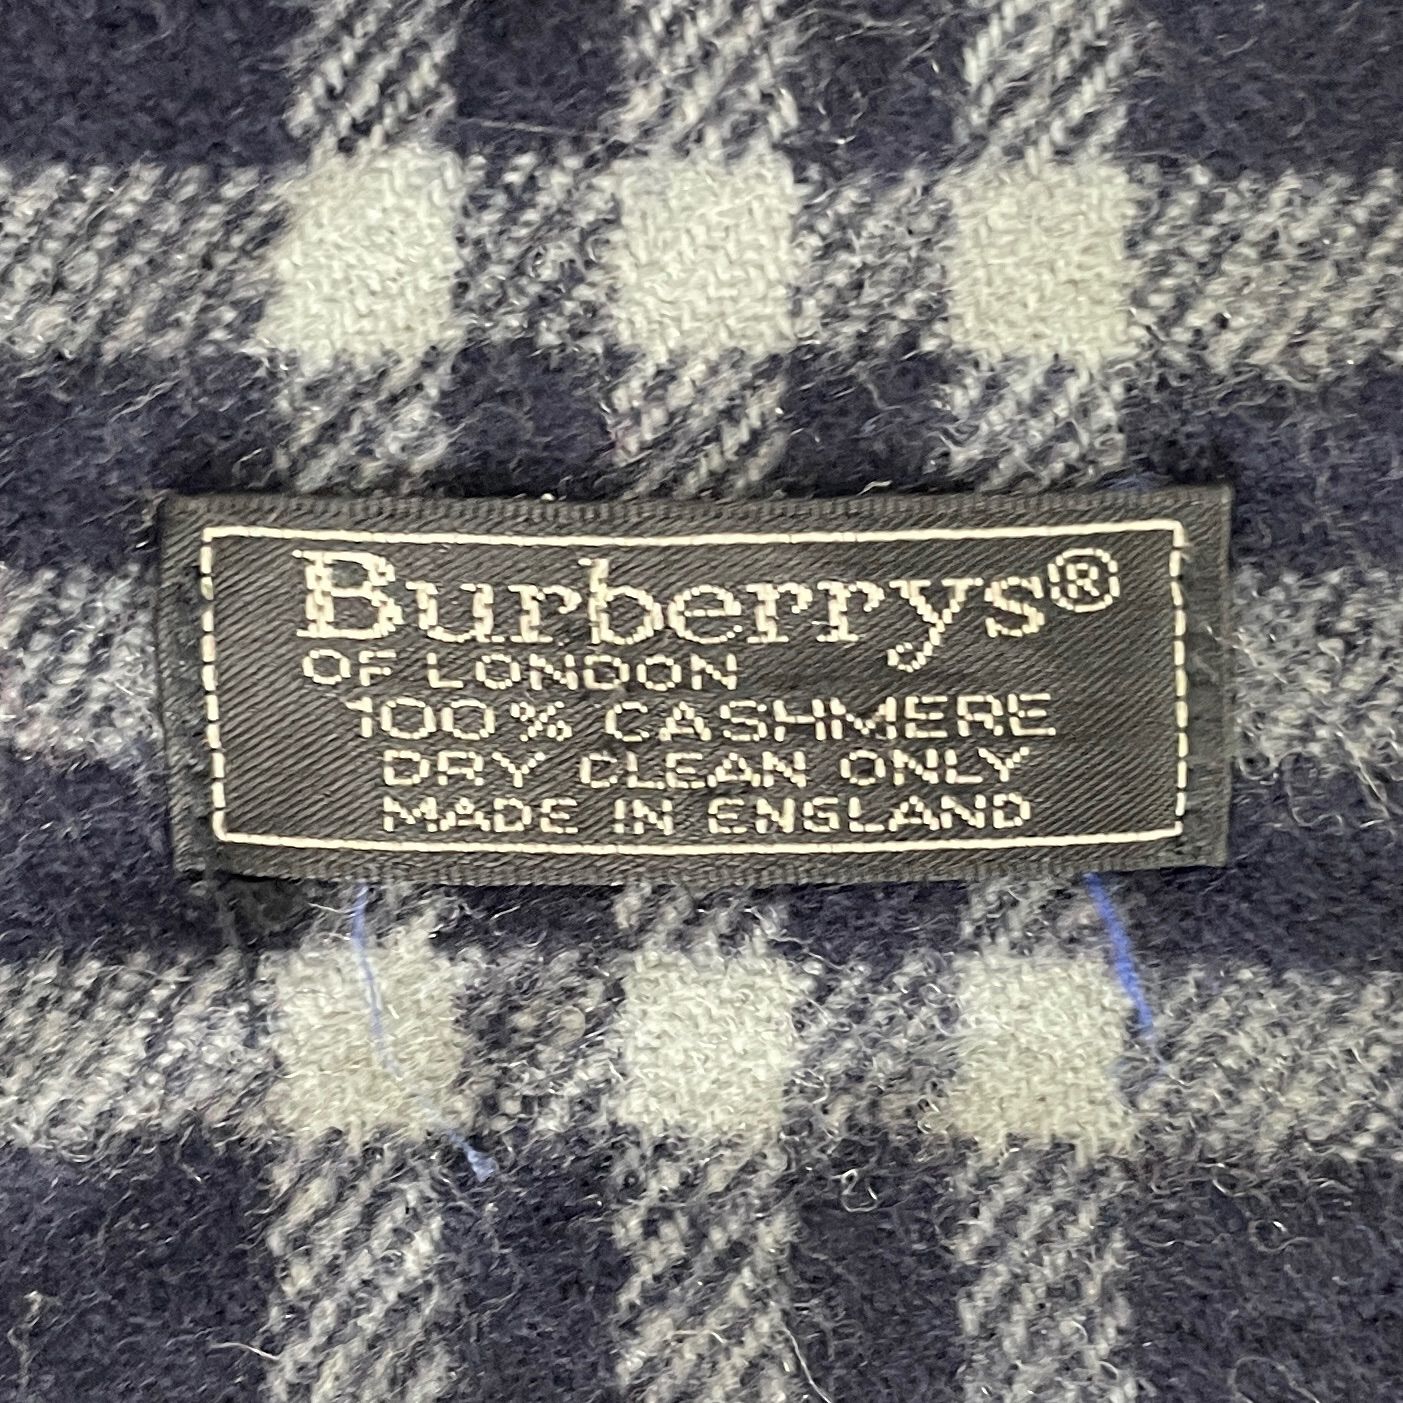 Burberrys®
OF LONDON
100% CASHMERE
DRY CLEAN ONLY
MADE IN ENGLAND